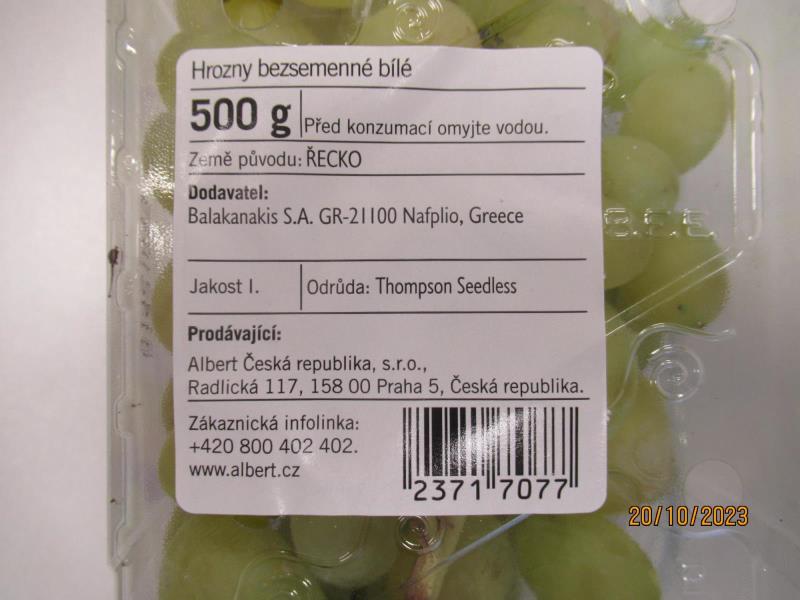 Hrozny bezsemenné bílé
500 g Před konzumací omyjte vodou.
Země původu: ŘECKO
Dodavatel:
Balakanakis S.A. GR-21100 Nafplio, Greece
Jakost I. Odrůda: Thompson Seedless
Prodávající:
Albert Česká republika, s.r.o.,
Radlická 117, 158 00 Praha 5, Česká republika.
Zákaznická infolinka:
+420 800 402 402.
www.albert.cz
2371 7077
20/10/2023